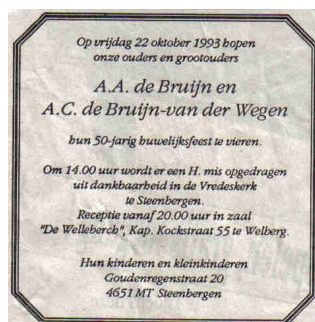 Op vrijdag 22 oktober 1993 hopen
onze ouders en grootouders
A.A. de Bruijn en
A.C. de Bruijn-van der Wegen
hun 50-jarig huwelijksfeest te vieren.
Om 14.00 uur wordt er een H. mis opgedragen
uit dankbaarheid in de Vredeskerk
te Steenbergen.
Receptie vanaf 20.00 uur in zaal
"De Welleberch", Kap. Kockstraat 55 te Welberg.
Hun kinderen en kleinkinderen
Goudenregenstraat 20
4651 MT Steenbergen